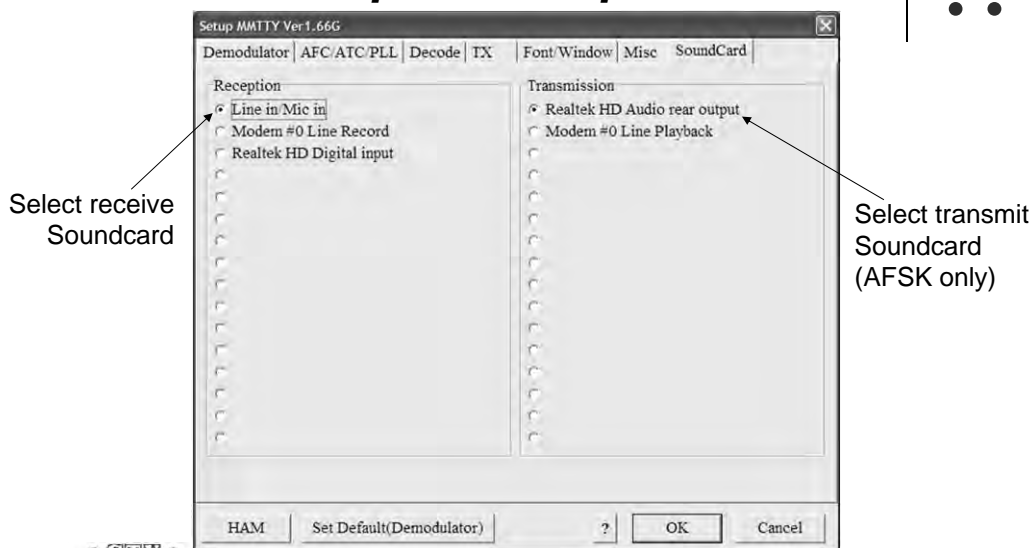 Setup MMTTY Ver1.66G
Demodulator AFC/ATC/PLL Decode TX Font/Window Misc SoundCard
Reception
Line in/Mic in
Modem #0 Line Record
Realtek HD Digital input
Transmission
Realtek HD Audio rear output
Modem #0 Line Playback
Select receive
Soundcard
Select transmit
Soundcard
(AFSK only)
HAM Set Default(Demodulator) ? OK Cancel